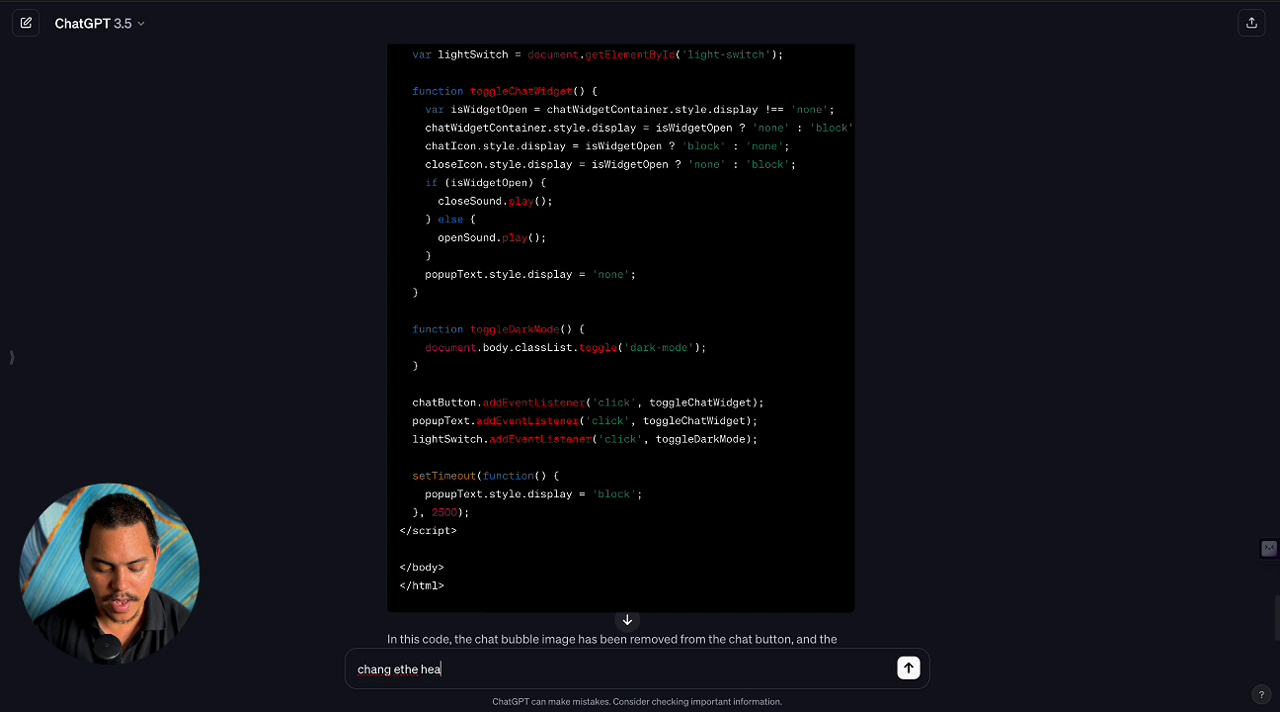 ChatGPT 3.5
var lightSwitch = document.getElementById('light-switch');
function toggleChatWidget() {
var isWidgetOpen = chatWidgetContainer.style.display !== 'none';
chatWidgetContainer.style.display = isWidgetOpen ? 'none' : 'block'
chatIcon.style.display = isWidgetOpen ? 'block' : 'none';
closeIcon.style.display = isWidgetOpen ? 'none' : 'block';
if (isWidgetOpen) {
closeSound.play();
} else {
openSound.play();
}
popupText.style.display = 'none';
}
function toggleDarkMode() {
document.body.classList.toggle('dark-mode');
}
chatButton.addEventListener('click', toggleChatWidget);
popupText.addEventListener('click', toggleChatWidget);
lightSwitch.addEventListener('click', toggleDarkMode);
setTimeout(function() {
popupText.style.display = 'block';
}, 2500);
</script>
</body>
</html>
In this code, the chat bubble image has been removed from the chat button, and the
chang ethe hea
ChatGPT can make mistakes. Consider checking important information.
?